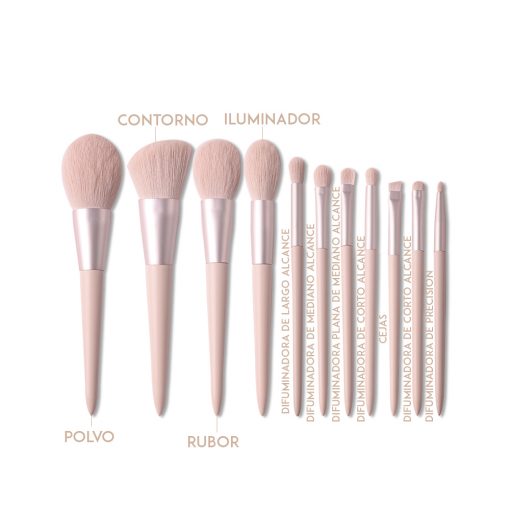 CONTORNO
ILUMINADOR
DIFUMINADORA DE LARGO ALCANCE
DIFUMINADORA DE MEDIANO ALCANCE
DIFUMINADORA PLANA DE MEDIANO ALCANCE
DIFUMINADORA DE CORTO ALCANCE
CEJAS
DIFUMINADORA DE CORTO ALCANCE
DIFUMINADORA DE PRECISION
POLVO
RUBOR